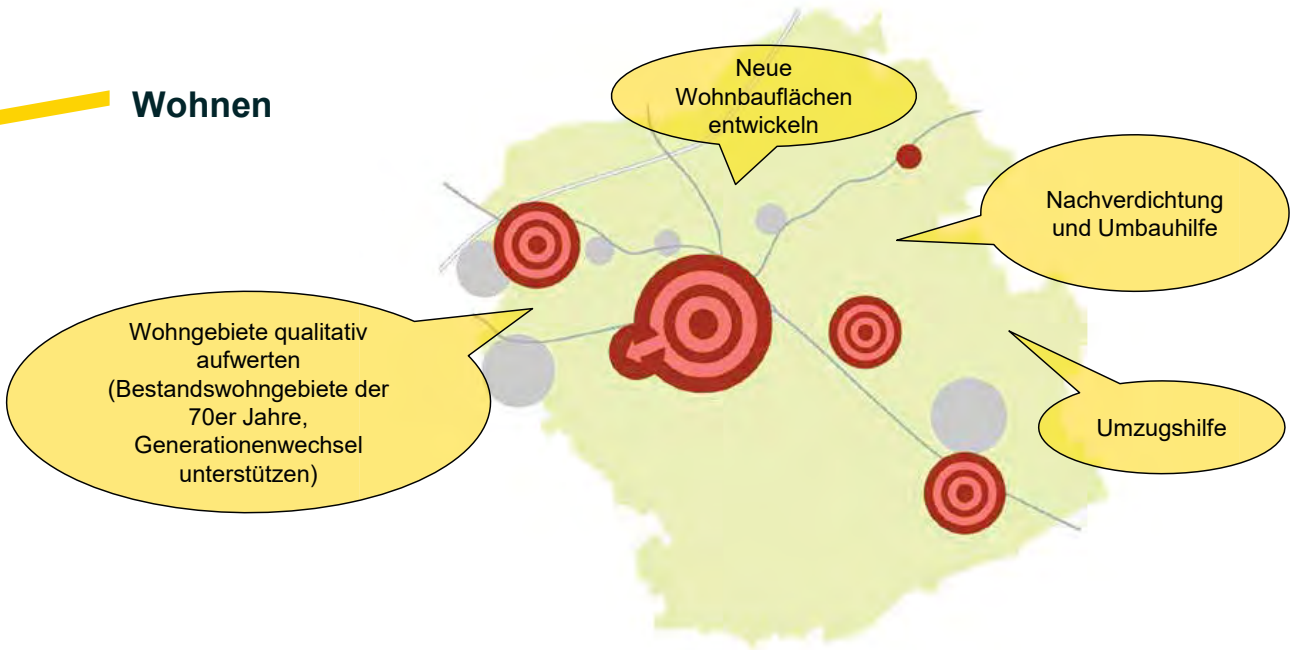 Wohnen
Neue
Wohnbauflächen
entwickeln
Nachverdichtung
und Umbauhilfe
Wohngebiete qualitativ
aufwerten
(Bestandswohngebiete der
70er Jahre,
Generationenwechsel
unterstützen)
Umzugshilfe